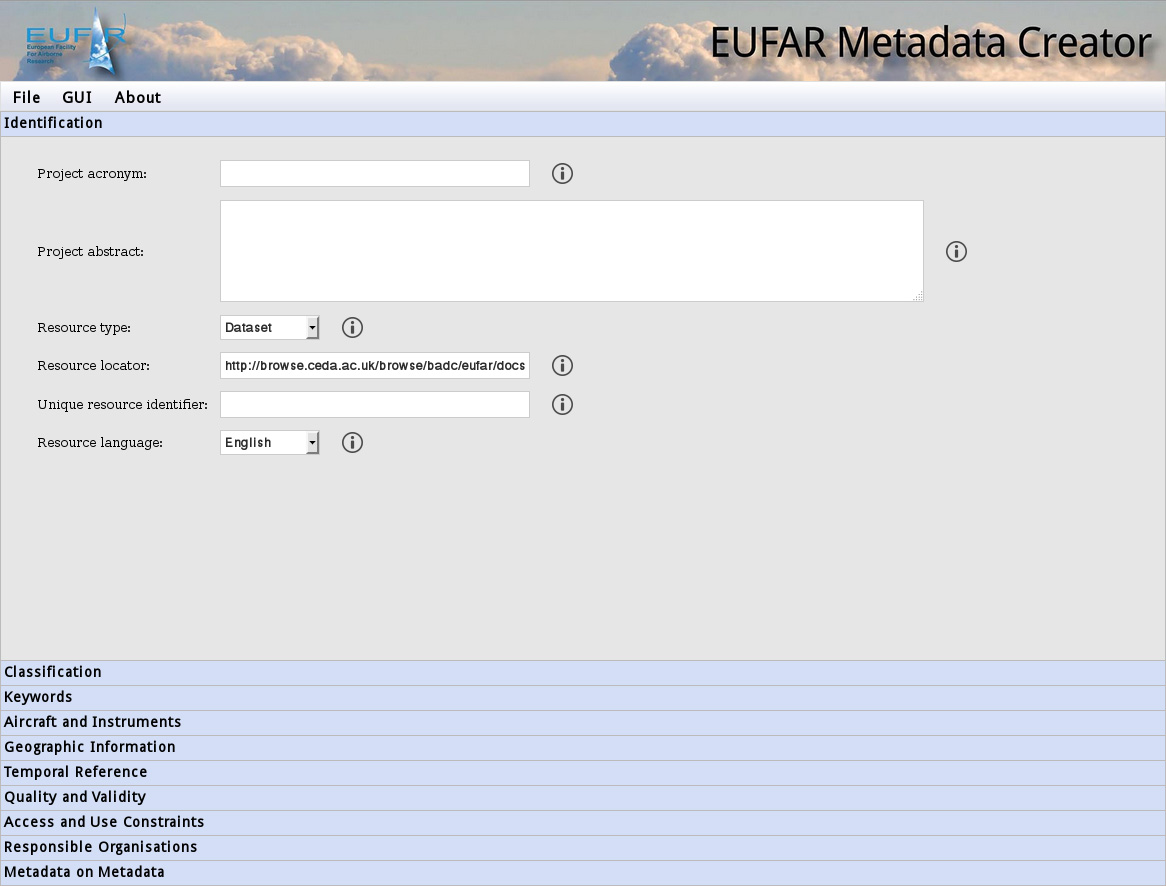 EUFAR
European Facility
For Airborne
Research
EUFAR Metadata Creator
File GUI About
Identification
Project acronym:
Project abstract:
Resource type: Dataset
Resource locator: http://browse.ceda.ac.uk/browse/badc/eufar/docs
Unique resource identifier:
Resource language: English
Classification
Keywords
Aircraft and Instruments
Geographic Information
Temporal Reference
Quality and Validity
Access and Use Constraints
Responsible Organisations
Metadata on Metadata